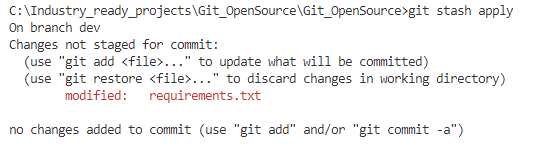 C:\Industry_ready_projects\Git_OpenSource\Git_OpenSource>git stash apply
On branch dev
Changes not staged for commit:
  (use "git add <file>..." to update what will be committed)
  (use "git restore <file>..." to discard changes in working directory)
        modified:   requirements.txt

no changes added to commit (use "git add" and/or "git commit -a")